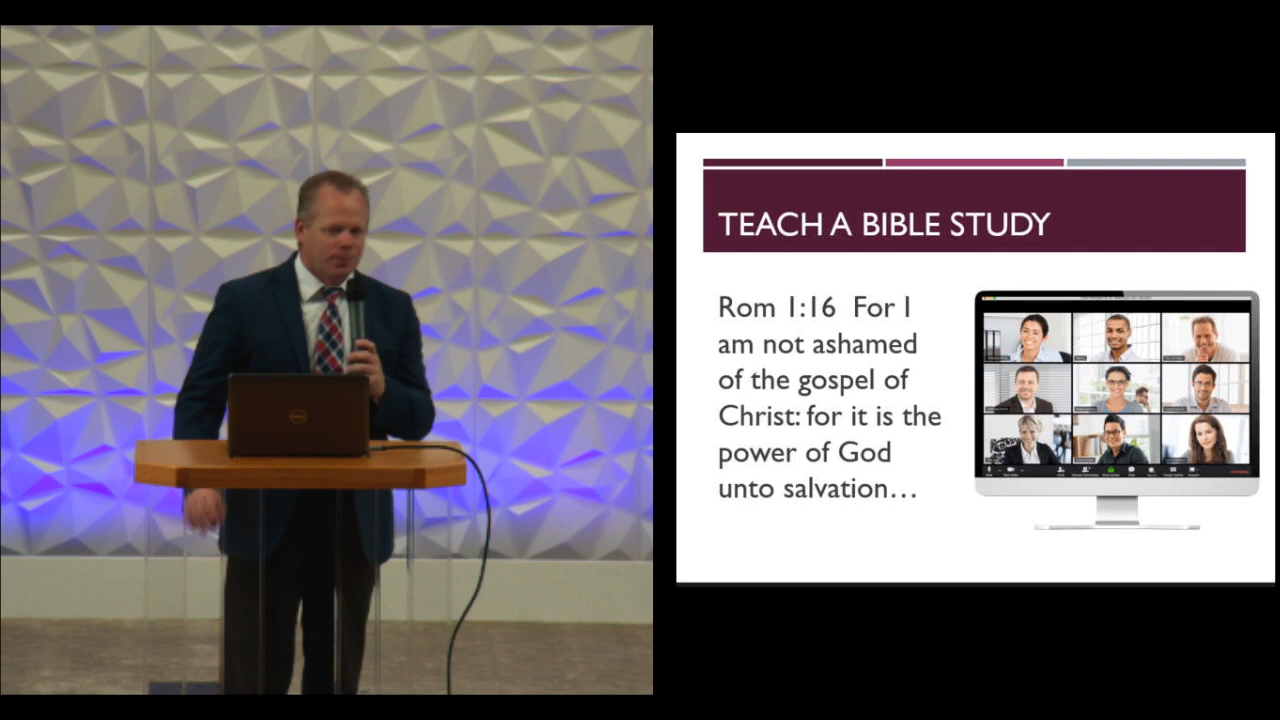 TEACH A BIBLE STUDY
Rom 1:16 For I
am not ashamed
of the gospel of
Christ: for it is the
power of God
unto salvation…
DELL